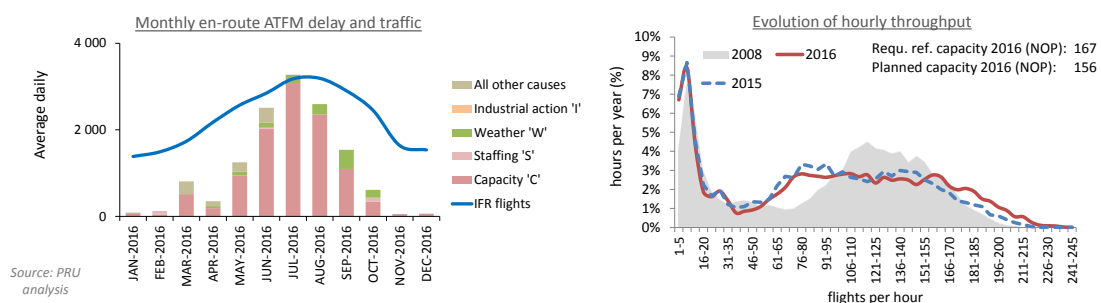 Monthly en-route ATFM delay and traffic
Average daily
4 000
2 000
0
JAN-2016
FEB-2016
MAR-2016
APR-2016
MAY-2016
JUN-2016
JUL-2016
AUG-2016
SEP-2016
OCT-2016
NOV-2016
DEC-2016
All other causes
Industrial action 'I'
Weather 'W'
Staffing 'S'
Capacity 'C'
IFR flights
Source: PRU
analysis
Evolution of hourly throughput
hours per year (%)
10%
9%
8%
7%
6%
5%
4%
3%
2%
1%
0%
2008
2016
2015
Requ. ref. capacity 2016 (NOP): 167
Planned capacity 2016 (NOP): 156
1-5
16-20
31-35
46-50
61-65
76-80
91-95
106-110
121-125
136-140
151-155
166-170
181-185
196-200
211-215
226-230
241-245
flights per hour